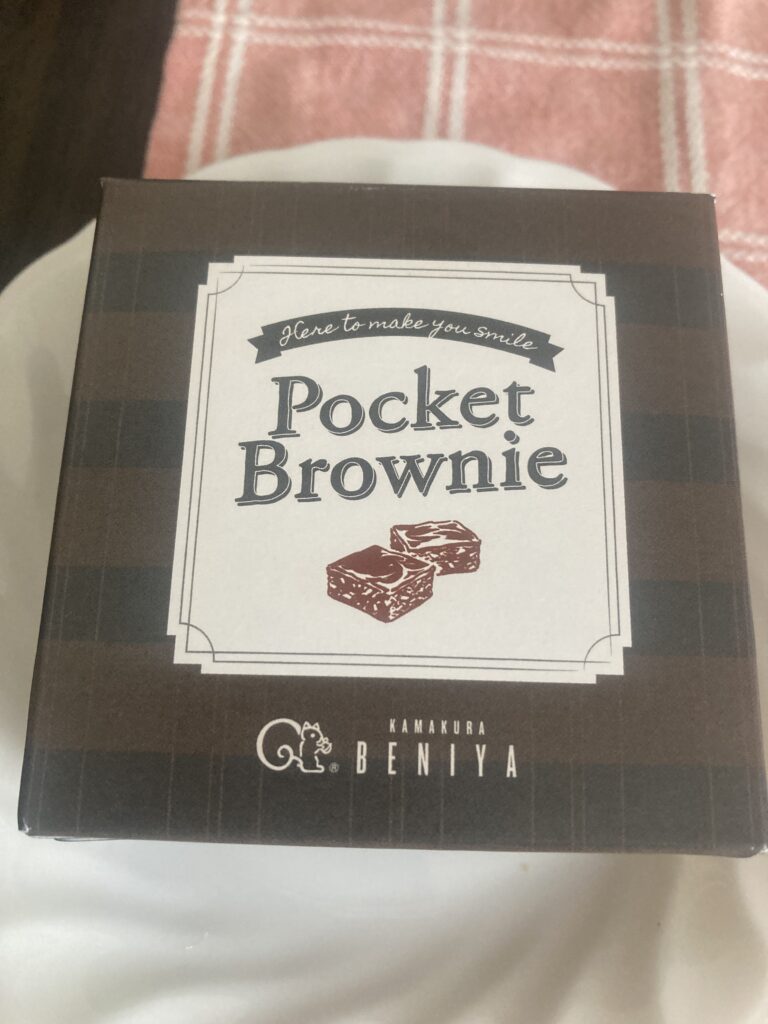 Here to make you smile
Pocket
Brownie
KAMAKURA
® BENIYA